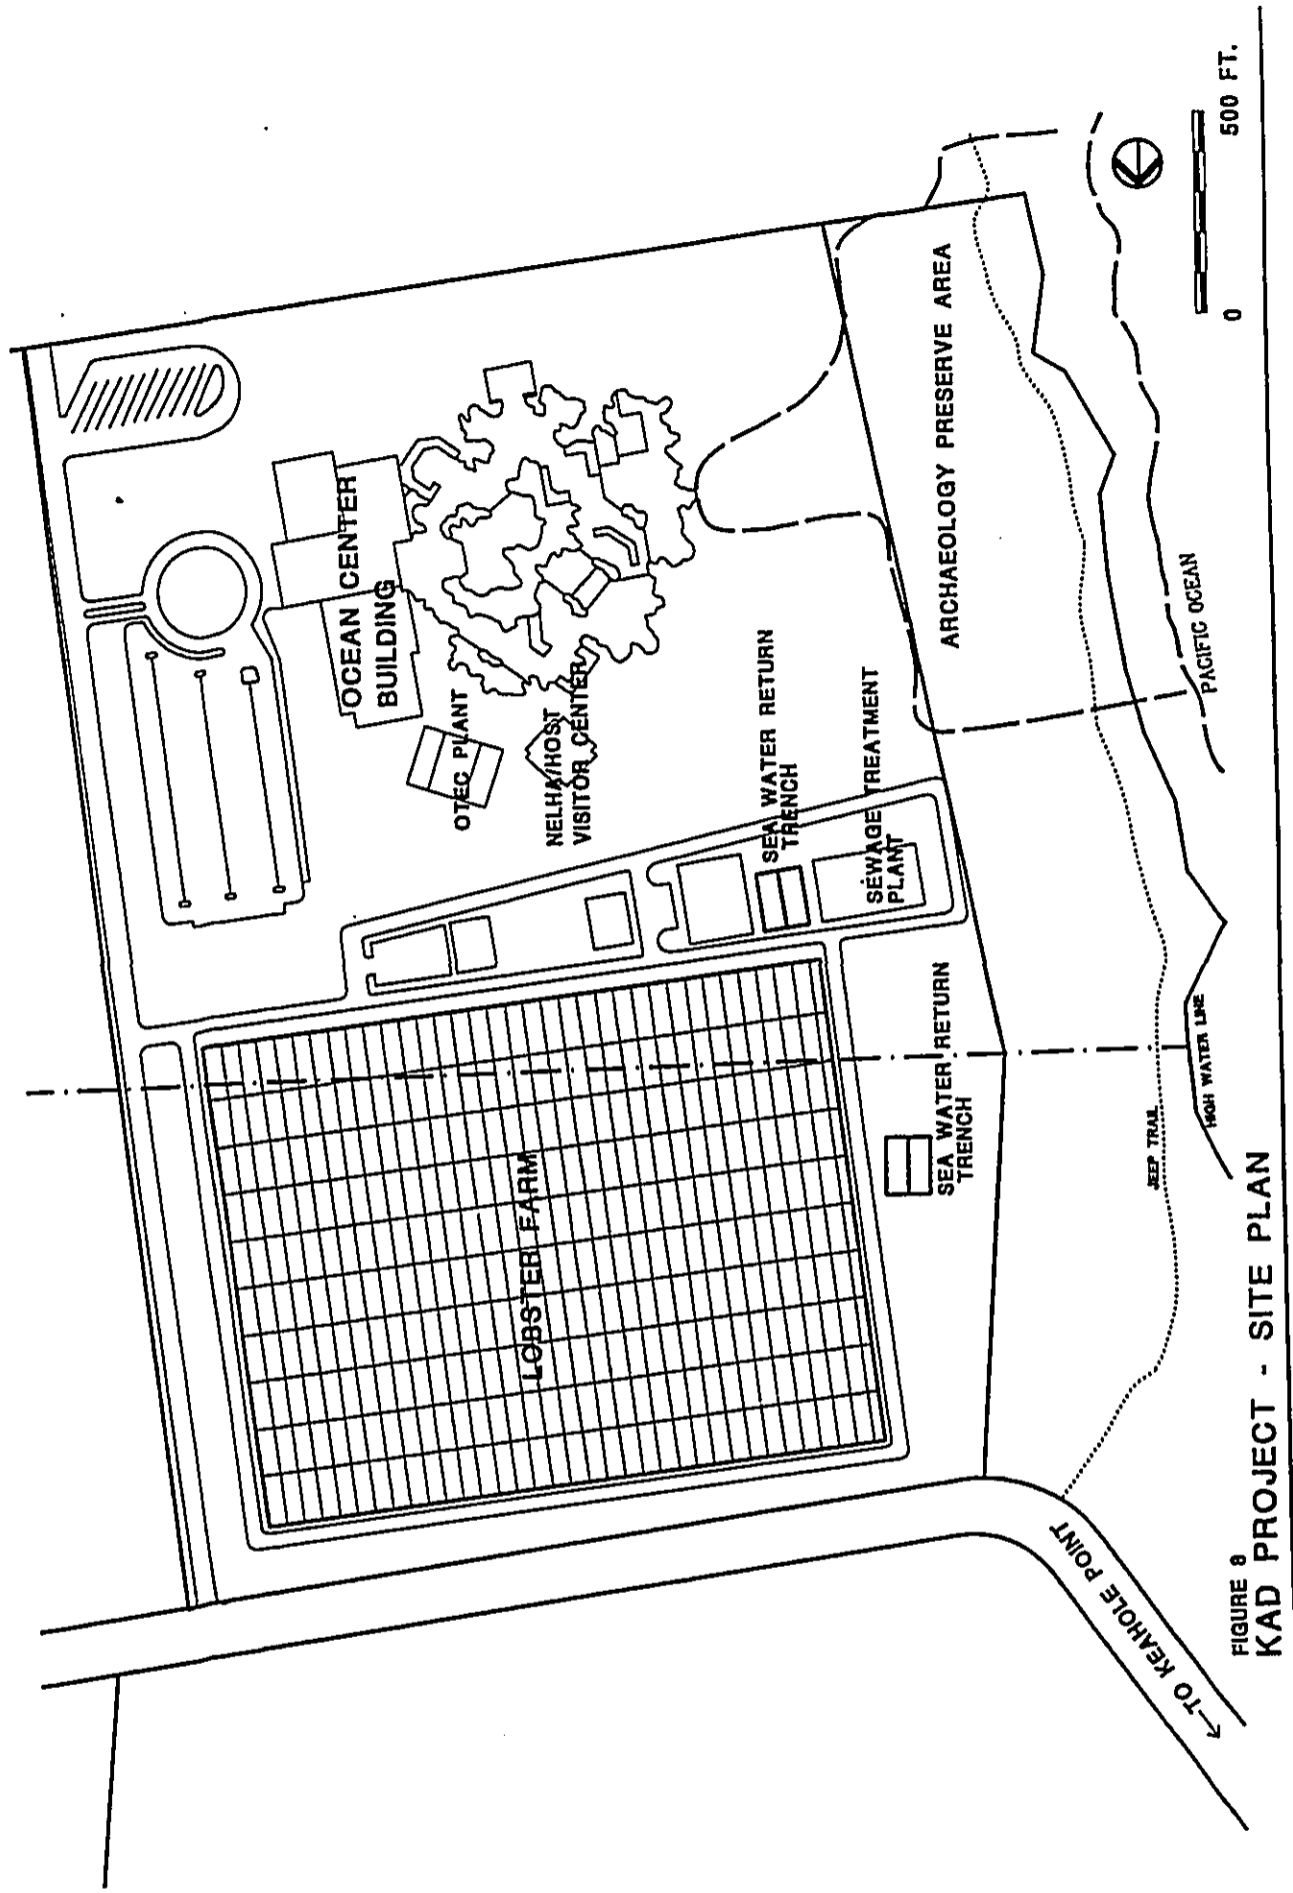 OCEAN CENTER
BUILDING
OTEC PLANT
NELHA/HOST
VISITOR CENTER
SEA WATER RETURN
TRENCH
SEWAGE TREATMENT
PLANT
LOBSTER FARM
SEA WATER RETURN
TRENCH
ARCHAEOLOGY PRESERVE AREA
JEEP TRAIL
HIGH WATER LINE
PACIFIC OCEAN
←TO KEAHOLE POINT
0 500 FT.
FIGURE 8
KAD PROJECT - SITE PLAN